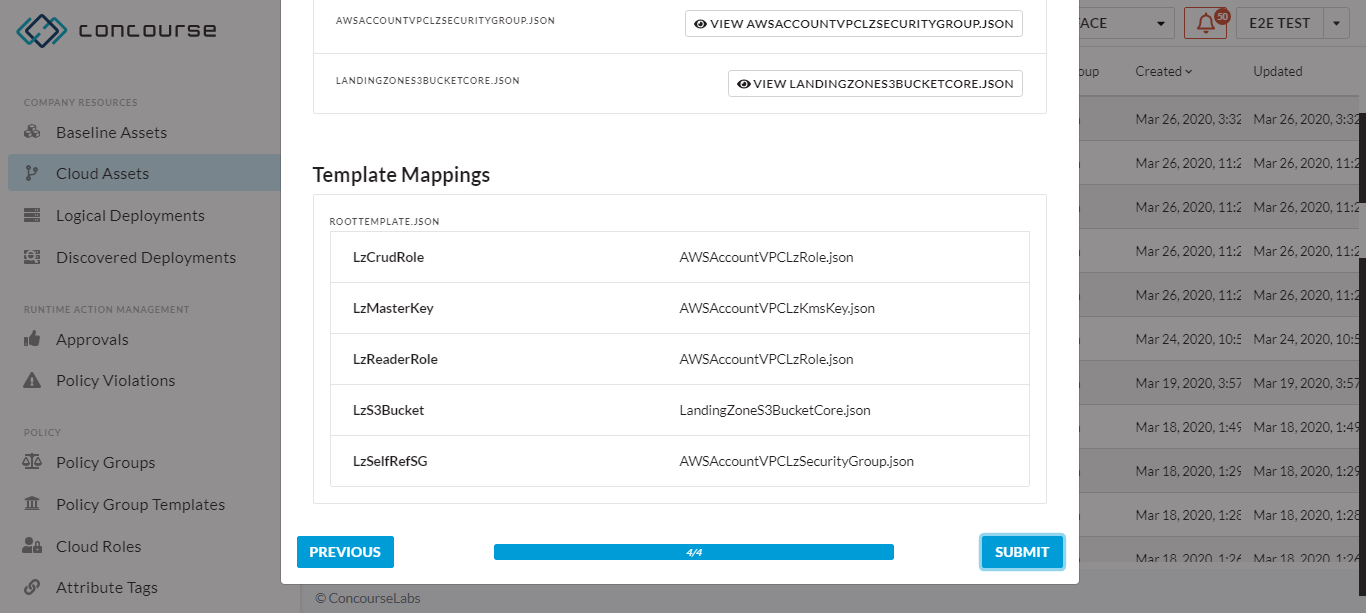 concourse
COMPANY RESOURCES
Baseline Assets
Cloud Assets
Logical Deployments
Discovered Deployments
RUNTIME ACTION MANAGEMENT
Approvals
Policy Violations
POLICY
Policy Groups
Policy Group Templates
Cloud Roles
Attribute Tags
AWSACCOUNTVPCLZSECURITYGROUP.JSON
VIEW AWSACCOUNTVPCLZSECURITYGROUP.JSON
LANDINGZONES3BUCKETCORE.JSON
VIEW LANDINGZONES3BUCKETCORE.JSON
Template Mappings
ROOTTEMPLATE.JSON
LzCrudRole AWSAccountVPCLzRole.json
LzMasterKey AWSAccountVPCLzKmsKey.json
LzReaderRole AWSAccountVPCLzRole.json
LzS3Bucket LandingZoneS3BucketCore.json
LzSelfRefSG AWSAccountVPCLzSecurityGroup.json
PREVIOUS
4/4
SUBMIT
50
E2E TEST
Created Updated
Mar 26, 2020, 3:32 Mar 26, 2020, 3:32
Mar 26, 2020, 11:2 Mar 26, 2020, 11:2
Mar 26, 2020, 11:2 Mar 26, 2020, 11:2
Mar 26, 2020, 11:2 Mar 26, 2020, 11:2
Mar 26, 2020, 11:2 Mar 26, 2020, 11:2
Mar 24, 2020, 10:5 Mar 24, 2020, 10:5
Mar 19, 2020, 3:57 Mar 19, 2020, 3:57
Mar 18, 2020, 1:49 Mar 18, 2020, 1:49
Mar 18, 2020, 1:29 Mar 18, 2020, 1:29
Mar 18, 2020, 1:28 Mar 18, 2020, 1:28
Mar 18, 2020, 1:26 Mar 18, 2020, 1:26
© ConcourseLabs